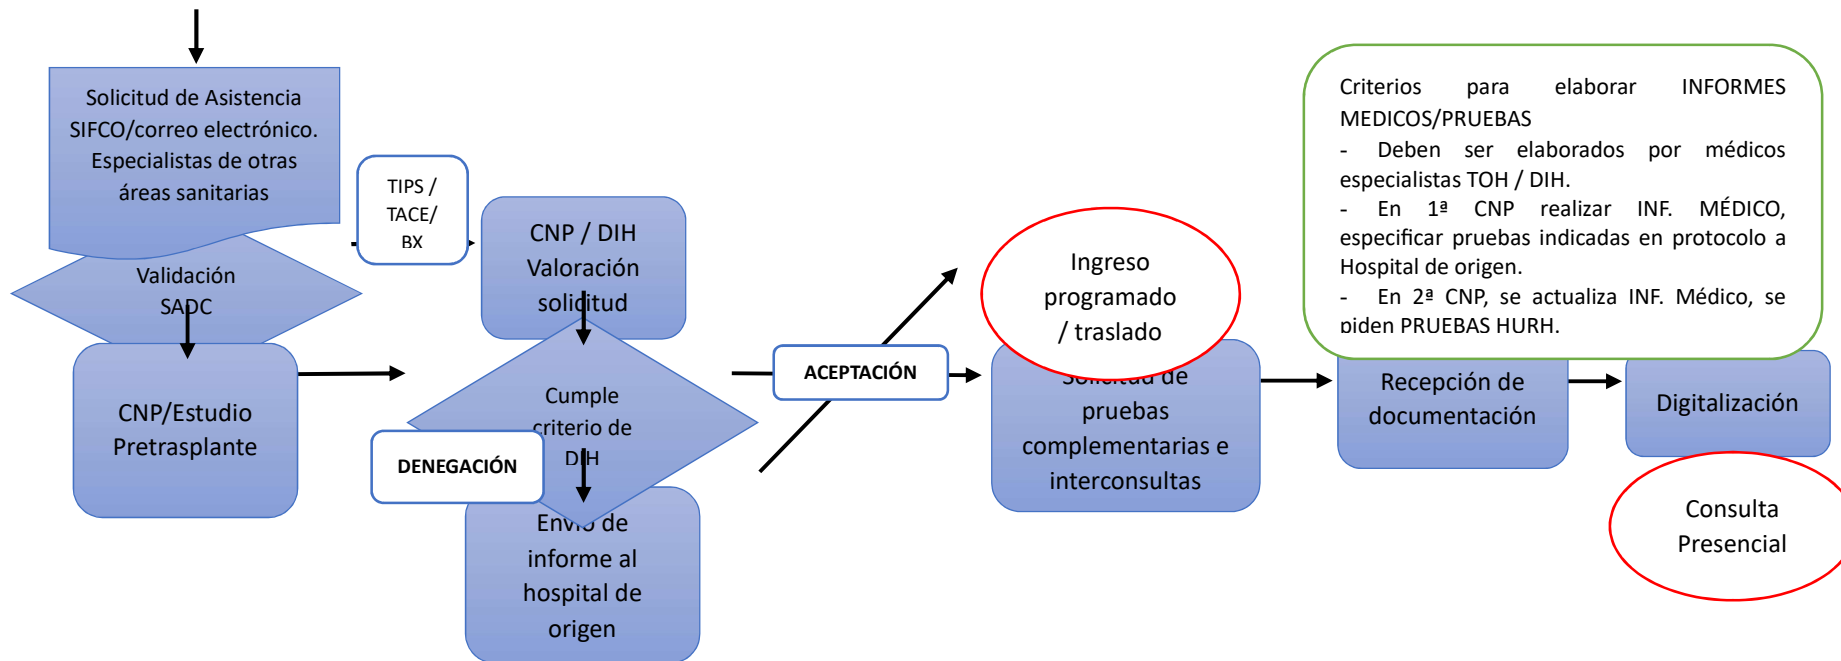 Solicitud de Asistencia
SIFCO/correo electrónico.
Especialistas de otras
áreas sanitarias
Validación
SADC
CNP/Estudio
Pretrasplante
TIPS /
TACE/
BX
CNP / DIH
Valoración
solicitud
Cumple
criterio de
DIH
DENEGACIÓN
Envío de
informe al
hospital de
origen
ACEPTACIÓN
Ingreso
programado
/ traslado
Solicitud de
pruebas
complementarias e
interconsultas
Criterios para elaborar INFORMES
MEDICOS/PRUEBAS
- Deben ser elaborados por médicos
especialistas TOH / DIH.
- En 1ª CNP realizar INF. MÉDICO,
especificar pruebas indicadas en protocolo a
Hospital de origen.
- En 2ª CNP, se actualiza INF. Médico, se
piden PRUEBAS HURH.
Recepción de
documentación
Digitalización
Consulta
Presencial